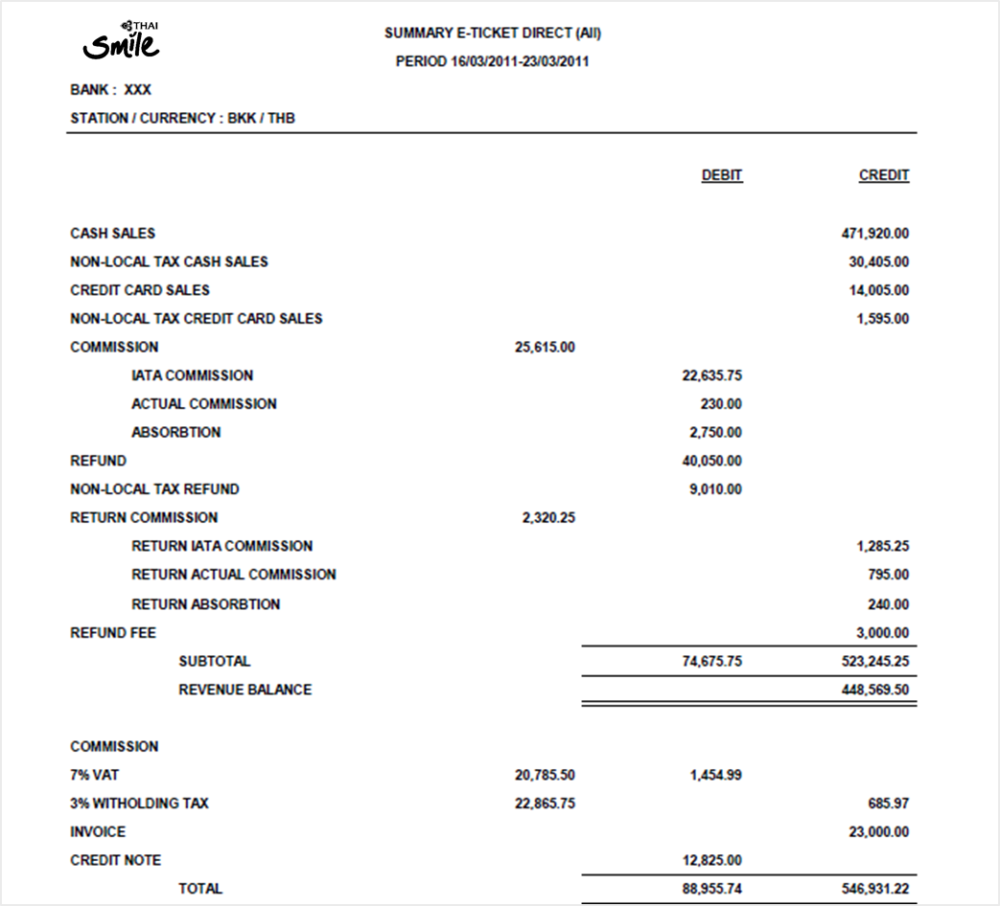 THAI
Smile
SUMMARY E-TICKET DIRECT (All)
PERIOD 16/03/2011-23/03/2011
BANK : XXX
STATION / CURRENCY : BKK / THB
DEBIT CREDIT
CASH SALES 471,920.00
NON-LOCAL TAX CASH SALES 30,405.00
CREDIT CARD SALES 14,005.00
NON-LOCAL TAX CREDIT CARD SALES 1,595.00
COMMISSION 25,615.00
IATA COMMISSION 22,635.75
ACTUAL COMMISSION 230.00
ABSORBTION 2,750.00
REFUND 40,050.00
NON-LOCAL TAX REFUND 9,010.00
RETURN COMMISSION 2,320.25
RETURN IATA COMMISSION 1,285.25
RETURN ACTUAL COMMISSION 795.00
RETURN ABSORBTION 240.00
REFUND FEE 3,000.00
SUBTOTAL 74,675.75 523,245.25
REVENUE BALANCE 448,569.50
COMMISSION
7% VAT 20,785.50 1,454.99
3% WITHOLDING TAX 22,865.75 685.97
INVOICE 23,000.00
CREDIT NOTE 12,825.00
TOTAL 88,955.74 546,931.22